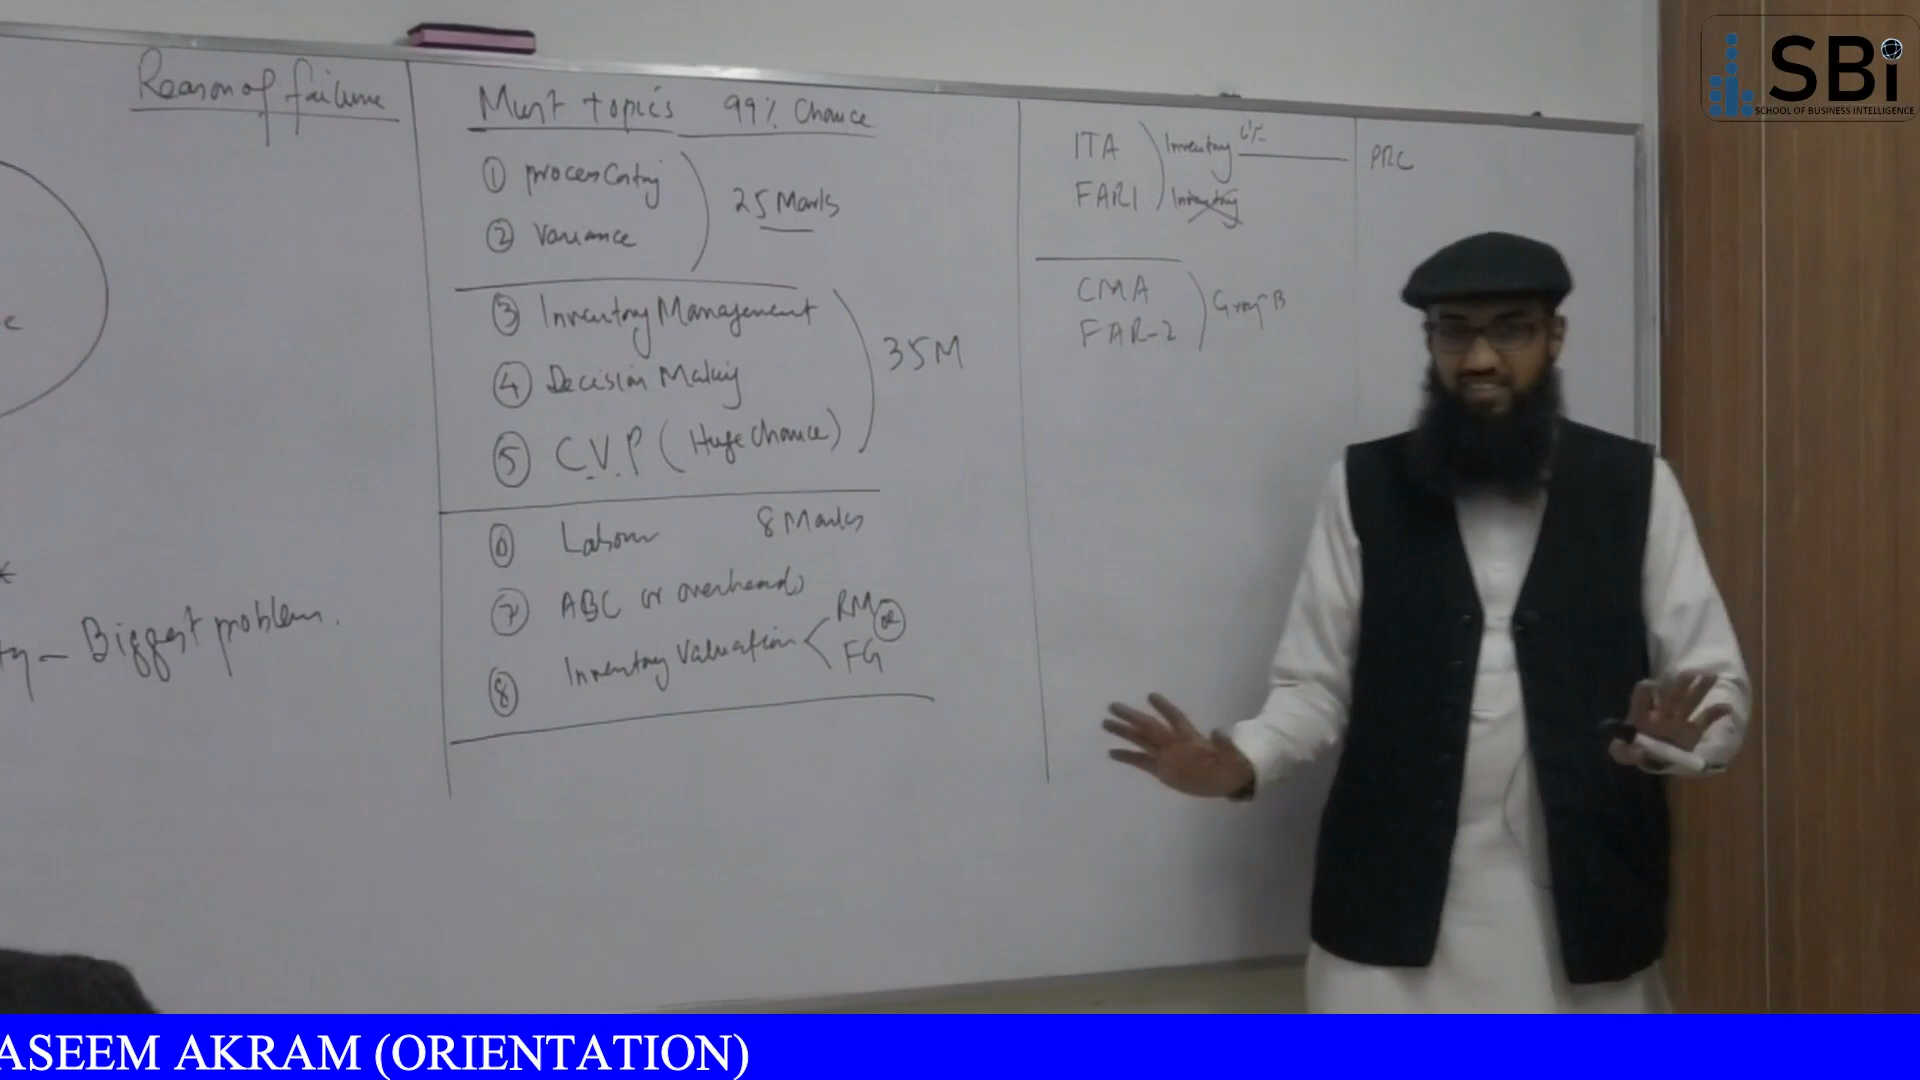 Reason of failure
e
Biggest problem.
Must topics 99% Chance
① process Costing
② Variance
25 Marks
③ Inventory Management
④ Decision Making
⑤ C.V.P (Huge Chance)
35M
⑥ Labour 8 Marks
⑦ ABC or overheads
⑧ Inventory Valuation
RM
or
FG
ITA
FAR1
Inventory
Inventory
CMA
FAR-2
Group B
PRC
SBi
SCHOOL OF BUSINESS INTELLIGENCE
ASEEM AKRAM (ORIENTATION)